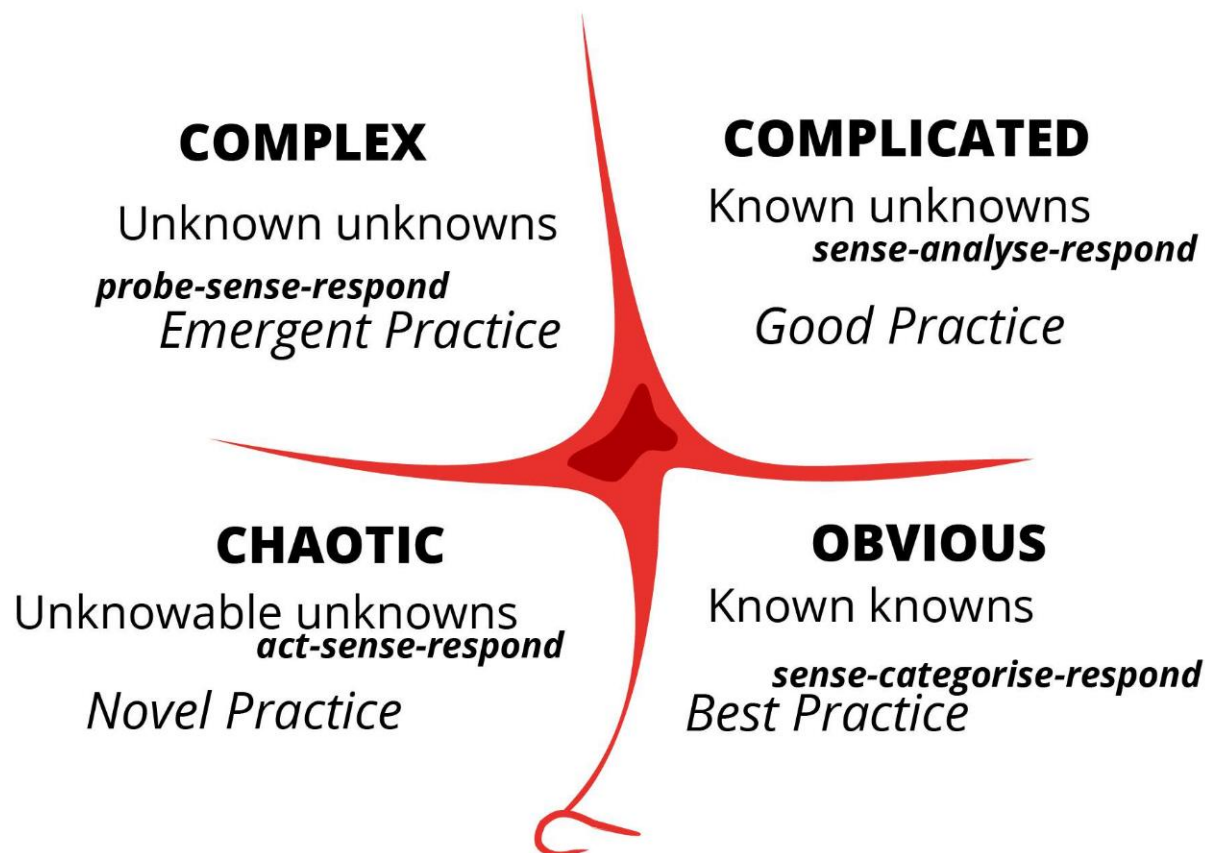 COMPLEX
Unknown unknowns
probe-sense-respond
Emergent Practice
COMPLICATED
Known unknowns
sense-analyse-respond
Good Practice
CHAOTIC
Unknowable unknowns
act-sense-respond
Novel Practice
OBVIOUS
Known knowns
sense-categorise-respond
Best Practice